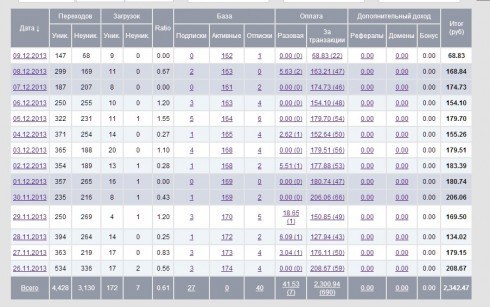 Дата ↓ Переходов Загрузок Ratio База Оплата Дополнительный доход Итог (руб)
Уник. Неуник. Уник. Неуник. Подписки Активные Отписки Разовая За транзакции Рефералы Домены Бонус
09.12.2013 147 68 9 0 0.00 0 162 1 0.00 (0) 68.83 (22) 0.00 0.00 0.00 68.83
08.12.2013 299 169 11 0 0.67 2 163 0 5.63 (2) 163.21 (47) 0.00 0.00 0.00 168.84
07.12.2013 187 207 8 0 0.00 0 161 2 0.00 (0) 174.73 (46) 0.00 0.00 0.00 174.73
06.12.2013 250 255 10 0 1.20 3 163 4 0.00 (0) 154.10 (48) 0.00 0.00 0.00 154.10
05.12.2013 322 231 11 1 1.55 5 164 6 0.00 (0) 179.70 (54) 0.00 0.00 0.00 179.70
04.12.2013 371 254 14 0 0.27 1 165 4 2.62 (1) 152.64 (50) 0.00 0.00 0.00 155.26
03.12.2013 365 188 20 0 1.10 4 168 4 0.00 (0) 179.51 (56) 0.00 0.00 0.00 179.51
02.12.2013 354 189 13 1 0.28 1 168 2 5.51 (1) 177.88 (53) 0.00 0.00 0.00 183.39
01.12.2013 357 265 16 1 0.00 0 169 0 0.00 (0) 180.74 (47) 0.00 0.00 0.00 180.74
30.11.2013 235 216 8 1 0.43 1 169 2 0.00 (0) 206.06 (66) 0.00 0.00 0.00 206.06
29.11.2013 250 269 4 1 1.20 3 170 5 18.65 (1) 150.85 (49) 0.00 0.00 0.00 169.50
28.11.2013 394 264 14 0 0.25 1 172 2 6.09 (1) 127.94 (43) 0.00 0.00 0.00 134.02
27.11.2013 363 219 17 0 0.83 3 174 4 3.04 (1) 176.11 (50) 0.00 0.00 0.00 179.15
26.11.2013 534 336 17 2 0.56 3 174 4 0.00 (0) 208.67 (59) 0.00 0.00 0.00 208.67
Всего 4,428 3,130 172 7 0.61 27 0 40 41.53 (7) 2,300.94 (690) 0.00 0.00 0.00 2,342.47